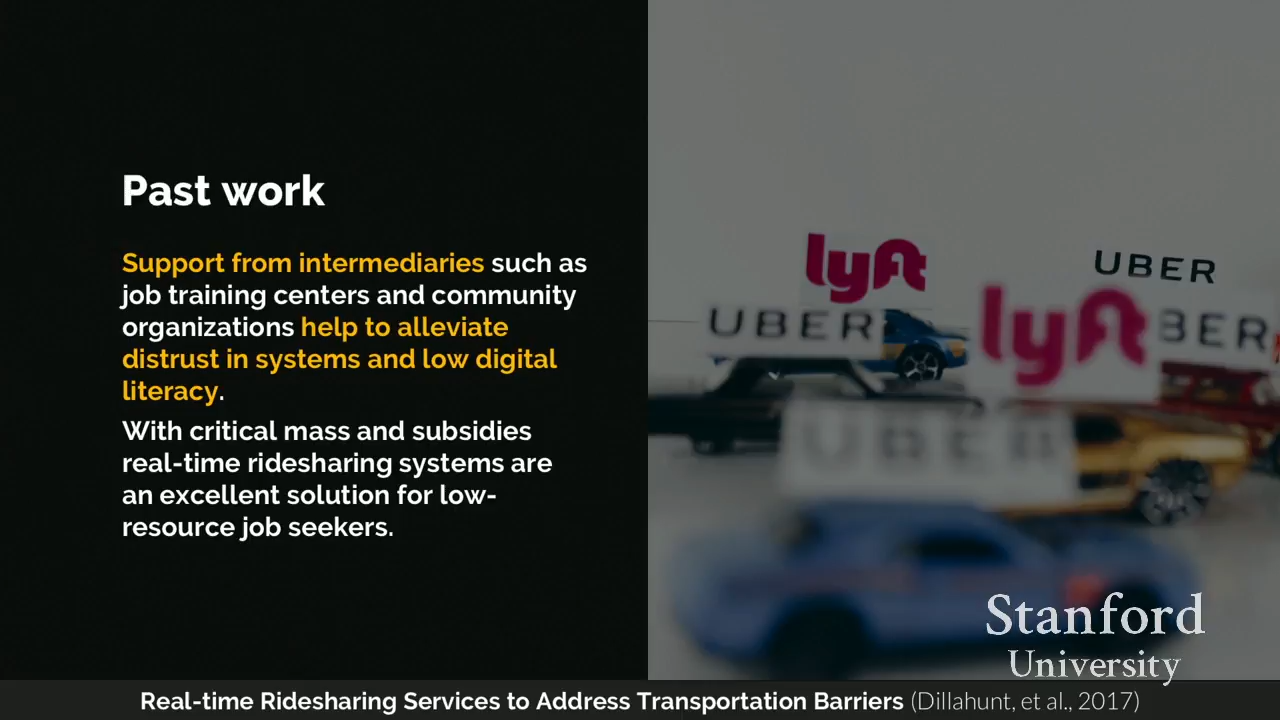 Past work
Support from intermediaries such as
job training centers and community
organizations help to alleviate
distrust in systems and low digital
literacy.
With critical mass and subsidies
real-time ridesharing systems are
an excellent solution for low-
resource job seekers.
lyft
UBER
UBER
lyft
BER
UBER
Stanford
University
Real-time Ridesharing Services to Address Transportation Barriers (Dillahunt, et al., 2017)